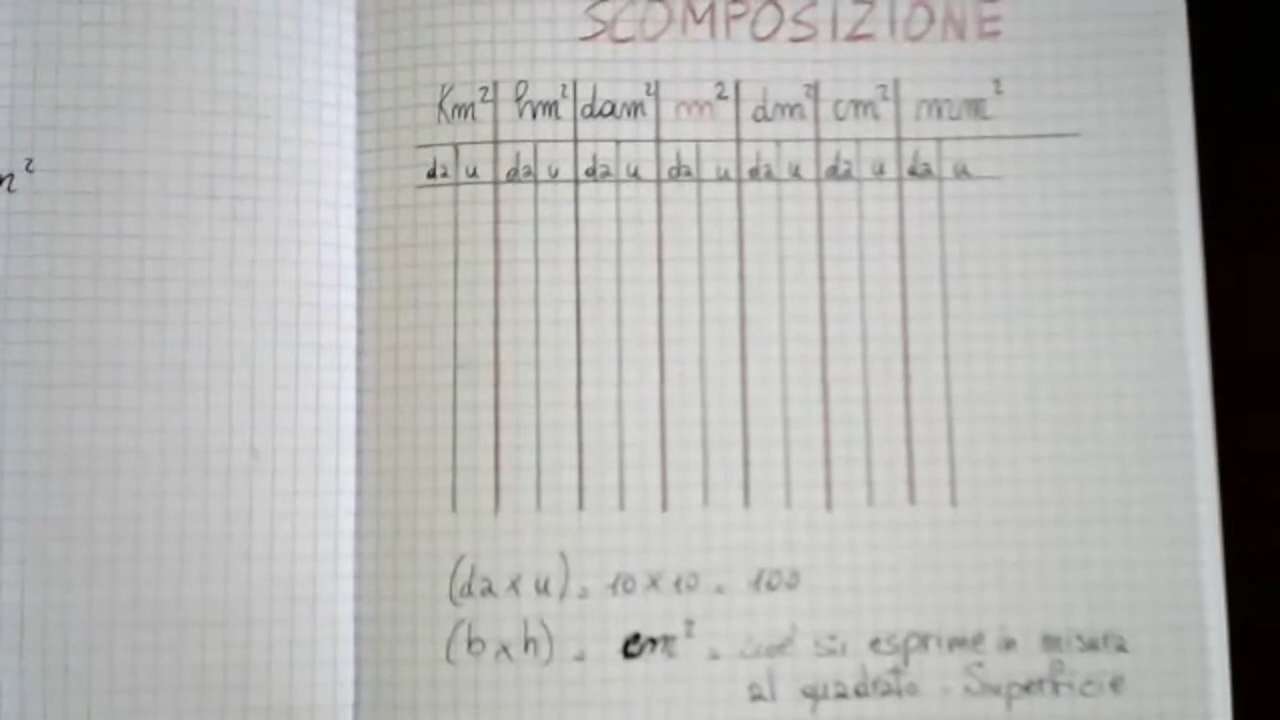 SCOMPOSIZIONE
Km² hm² dam² m² dm² cm² mm²
da u da u da u da u da u da u da u
m²
(da x u) = 10 x 10 = 100
(b x h) = cm² = cioè si esprime in misura
al quadrato - Superficie